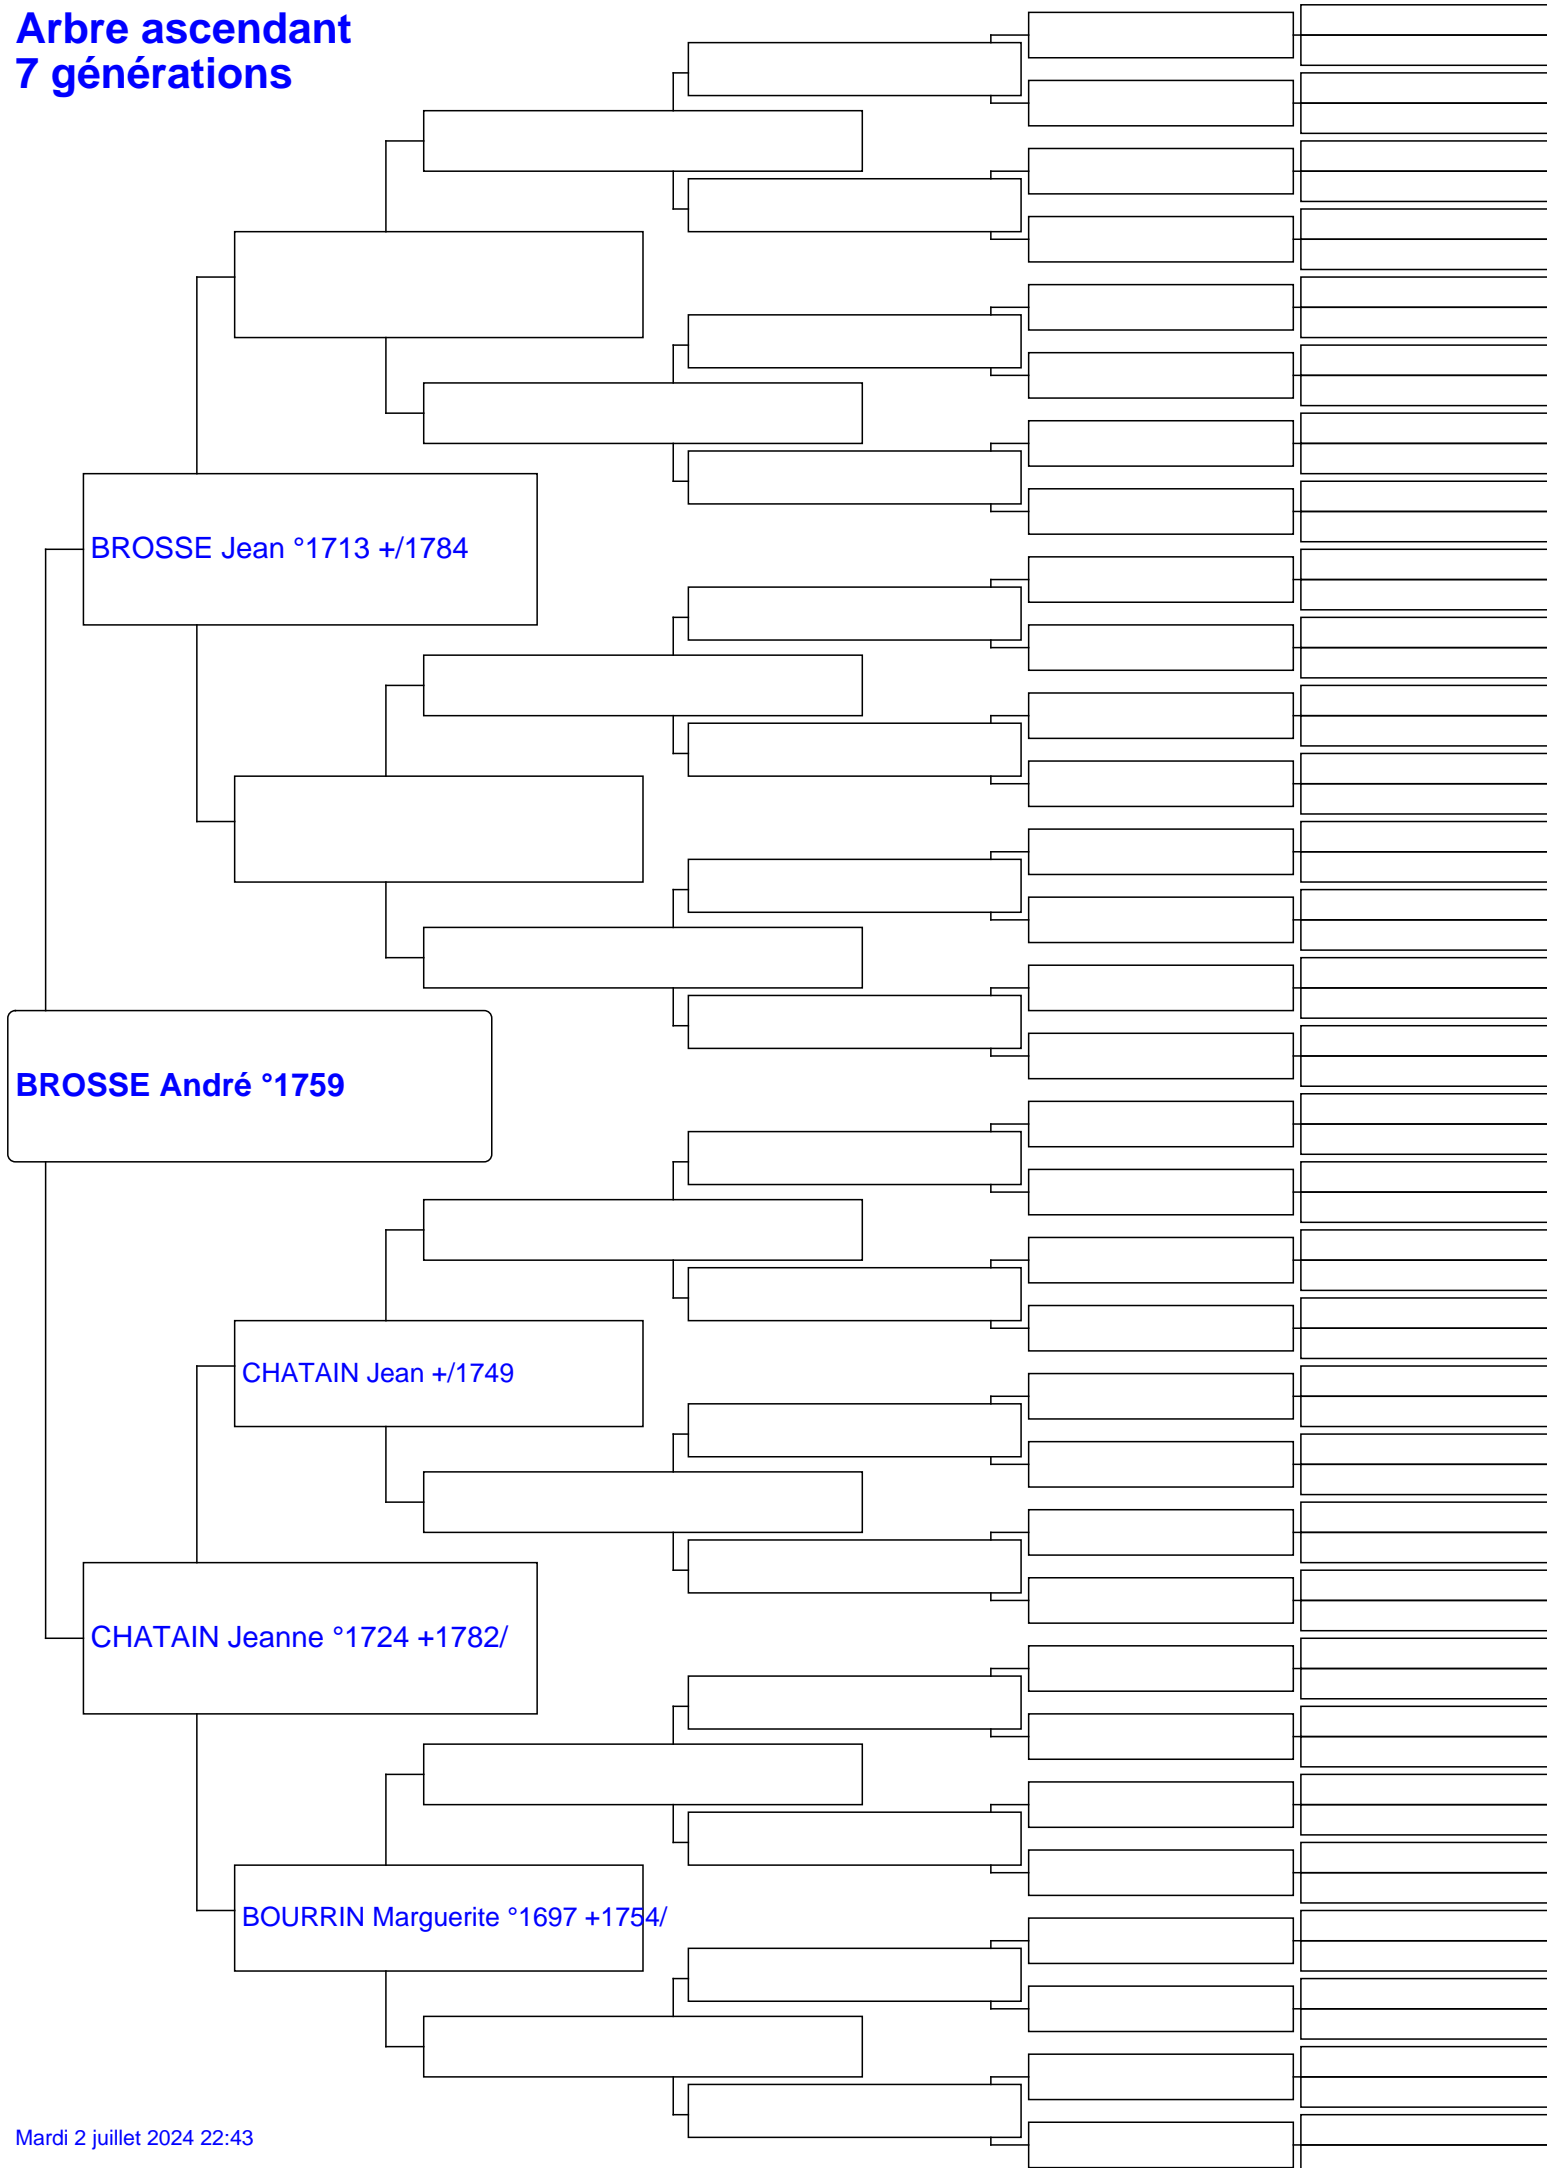 Arbre ascendant
7 générations
BROSSE Jean °1713 +/1784
BROSSE André °1759
CHATAIN Jean +/1749
CHATAIN Jeanne °1724 +1782/
BOURRIN Marguerite °1697 +1754/
Mardi 2 juillet 2024 22:43